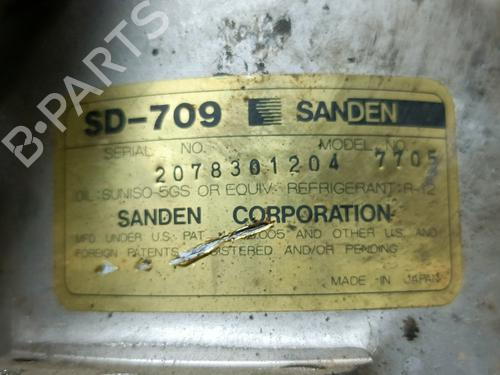 B-PARTS
SD-709 SANDEN
SERIAL NO. MODEL NO.
2078301204 7705
OIL: SUNISO-5GS OR EQUIV. REFRIGERANT: R-12
SANDEN CORPORATION
MFD. UNDER U.S. PAT. AND OTHER U.S. AND
FOREIGN PATENTS REGISTERED AND/OR PENDING
MADE IN JAPAN